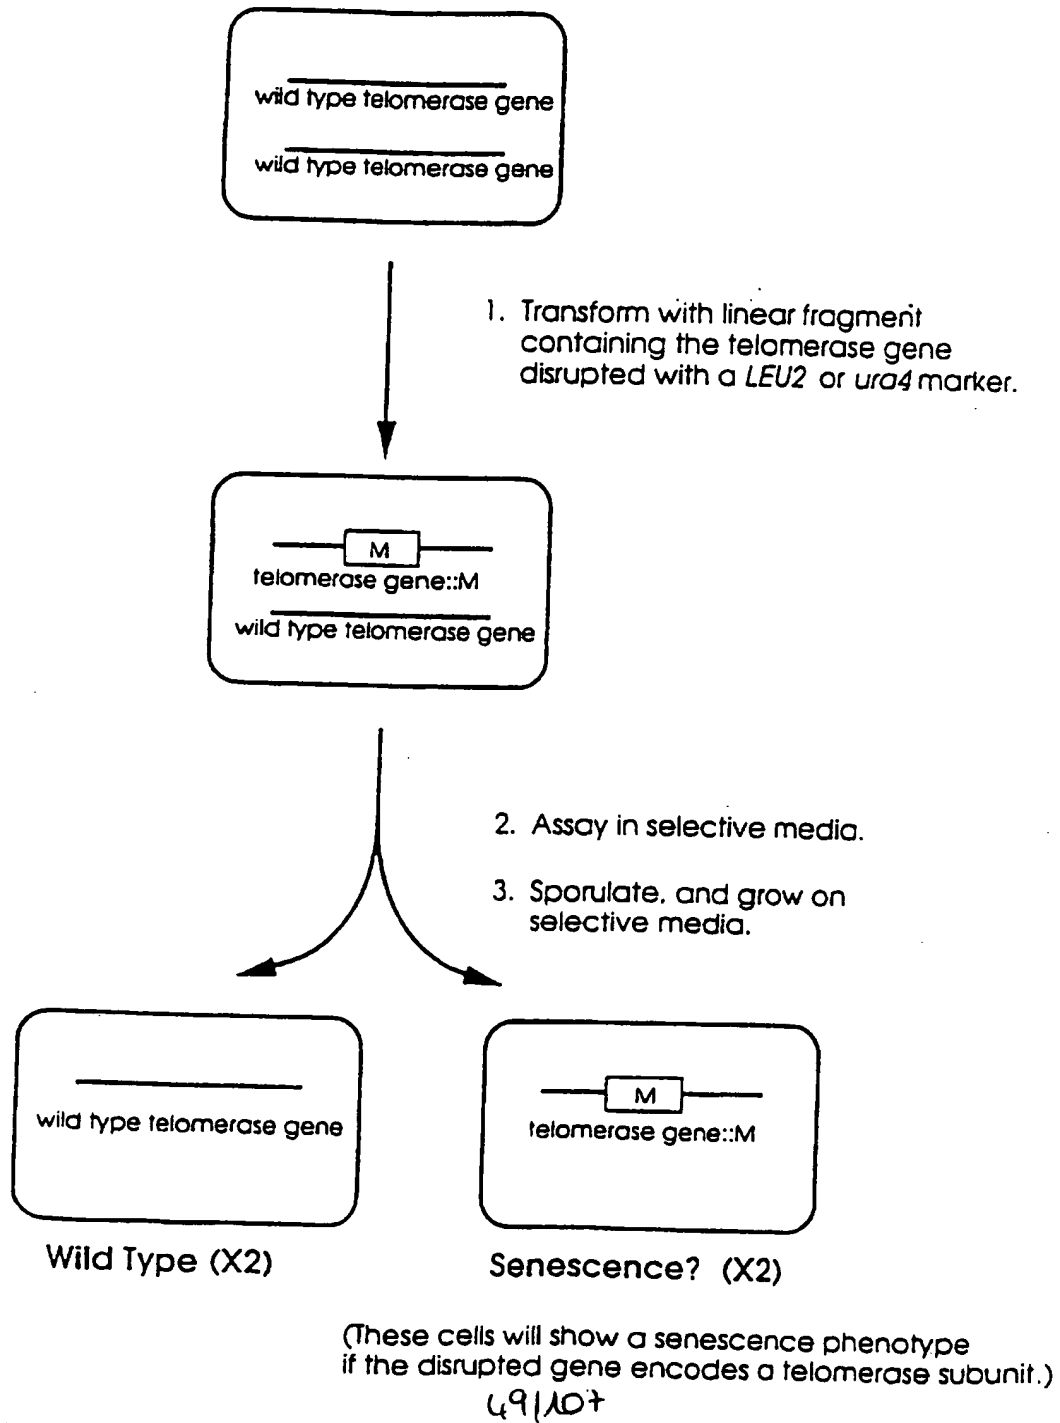 wild type telomerase gene
wild type telomerase gene
1. Transform with linear fragment
containing the telomerase gene
disrupted with a LEU2 or ura4 marker.
M
telomerase gene::M
wild type telomerase gene
2. Assay in selective media.
3. Sporulate, and grow on
selective media.
wild type telomerase gene
Wild Type (X2)
M
telomerase gene::M
Senescence? (X2)
(These cells will show a senescence phenotype
if the disrupted gene encodes a telomerase subunit.)
49/107